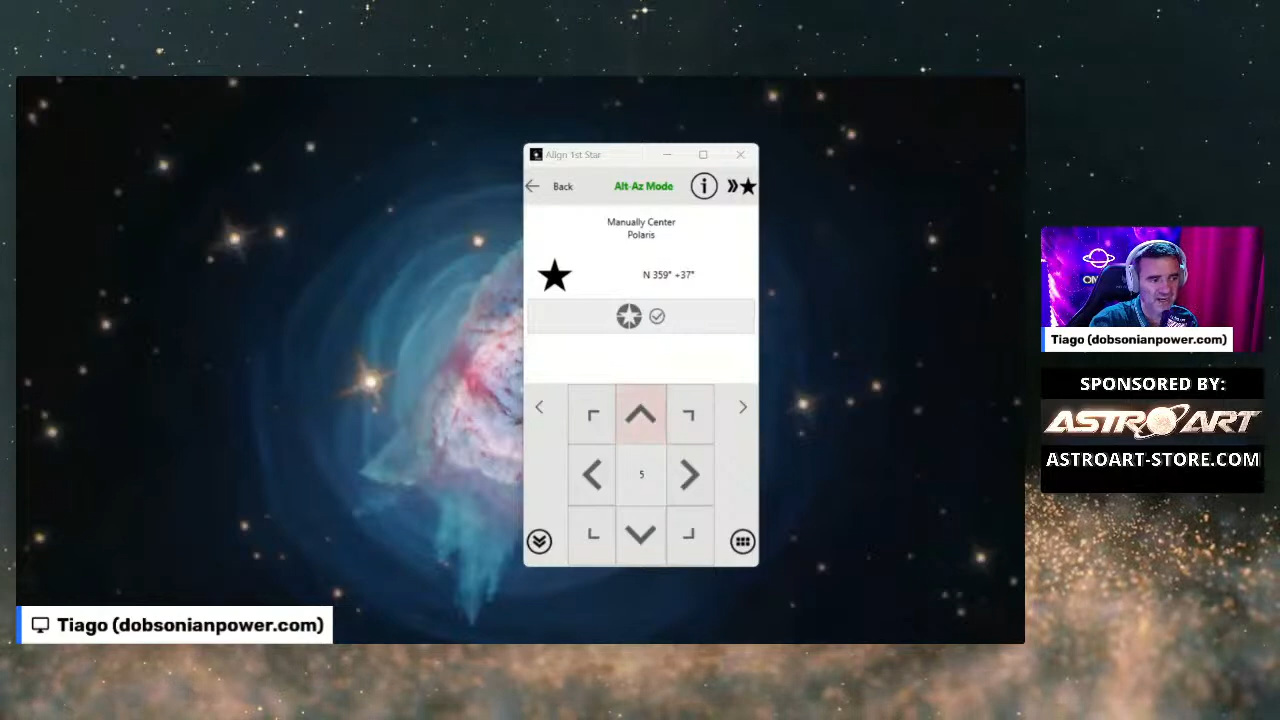 Align 1st Star
Back
Alt-Az Mode
Manually Center
Polaris
N 359° +37°
5
Tiago (dobsonianpower.com)
Tiago (dobsonianpower.com)
SPONSORED BY:
ASTROART
ASTROART-STORE.COM